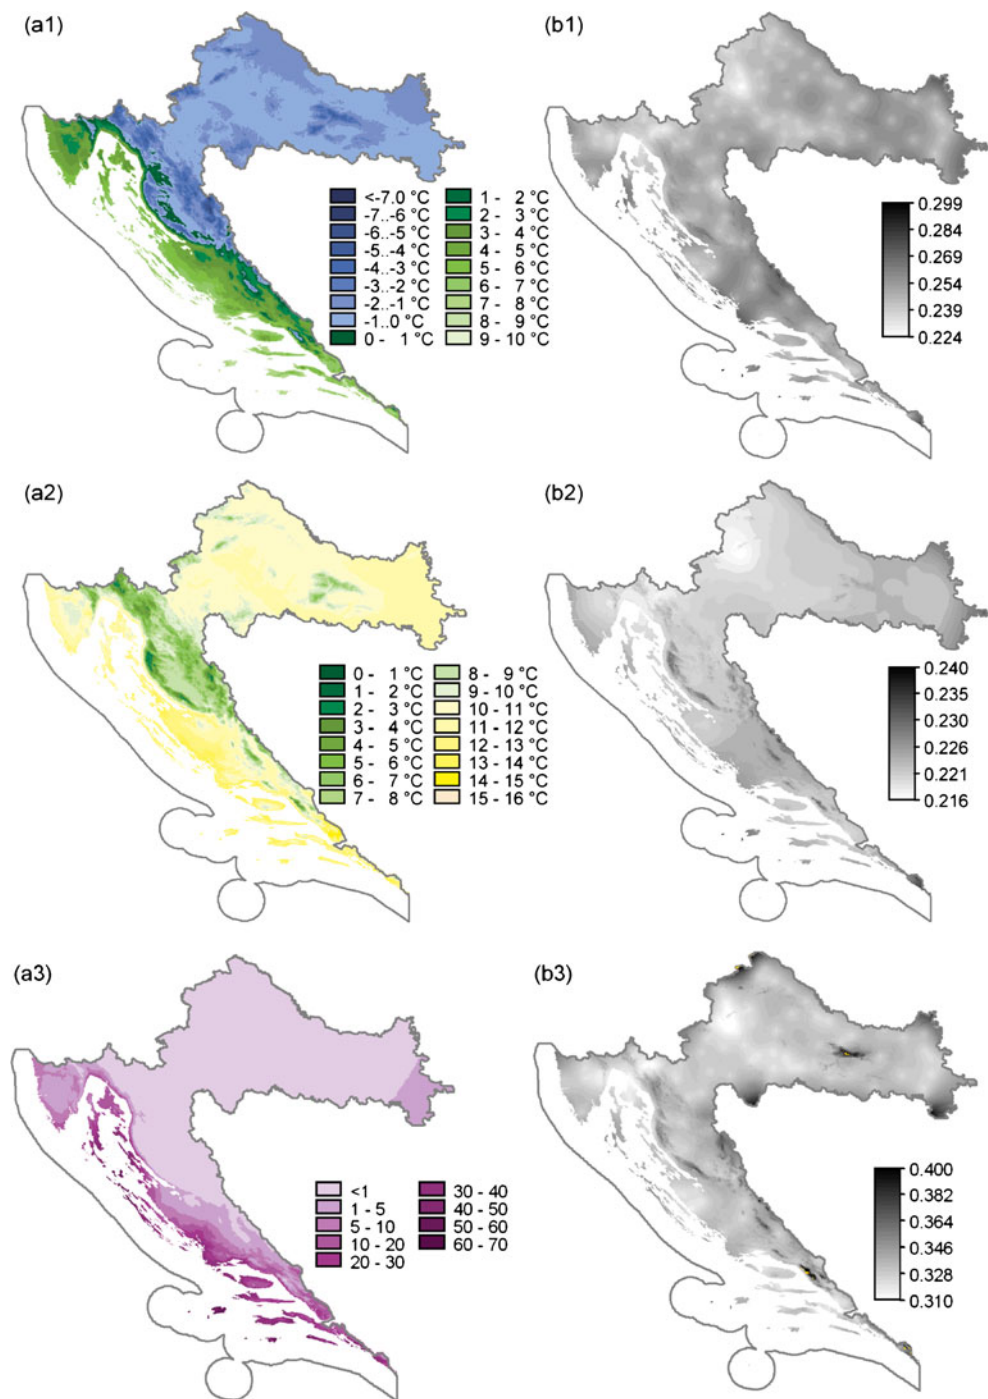 (a1)
(b1)
<-7.0 °C
-7..-6 °C
-6..-5 °C
-5..-4 °C
-4..-3 °C
-3..-2 °C
-2..-1 °C
-1..0 °C
0 - 1 °C
1 - 2 °C
2 - 3 °C
3 - 4 °C
4 - 5 °C
5 - 6 °C
6 - 7 °C
7 - 8 °C
8 - 9 °C
9 - 10 °C
0.299
0.284
0.269
0.254
0.239
0.224
(a2)
(b2)
0 - 1 °C
1 - 2 °C
2 - 3 °C
3 - 4 °C
4 - 5 °C
5 - 6 °C
6 - 7 °C
7 - 8 °C
8 - 9 °C
9 - 10 °C
10 - 11 °C
11 - 12 °C
12 - 13 °C
13 - 14 °C
14 - 15 °C
15 - 16 °C
0.240
0.235
0.230
0.226
0.221
0.216
(a3)
(b3)
<1
1 - 5
5 - 10
10 - 20
20 - 30
30 - 40
40 - 50
50 - 60
60 - 70
0.400
0.382
0.364
0.346
0.328
0.310